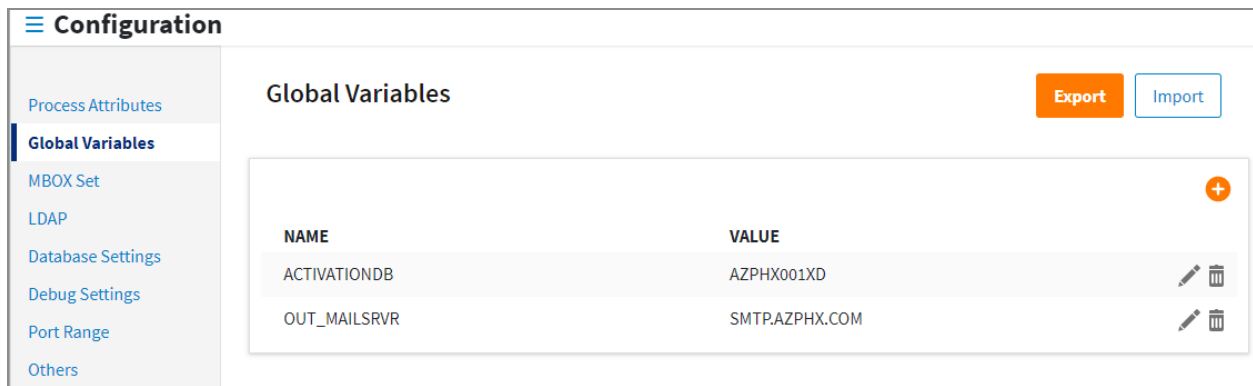 Configuration
Process Attributes
Global Variables
MBOX Set
LDAP
Database Settings
Debug Settings
Port Range
Others
Global Variables
Export
Import
NAME VALUE
ACTIVATIONDB AZPHX001XD
OUT_MAILSRVR SMTP.AZPHX.COM